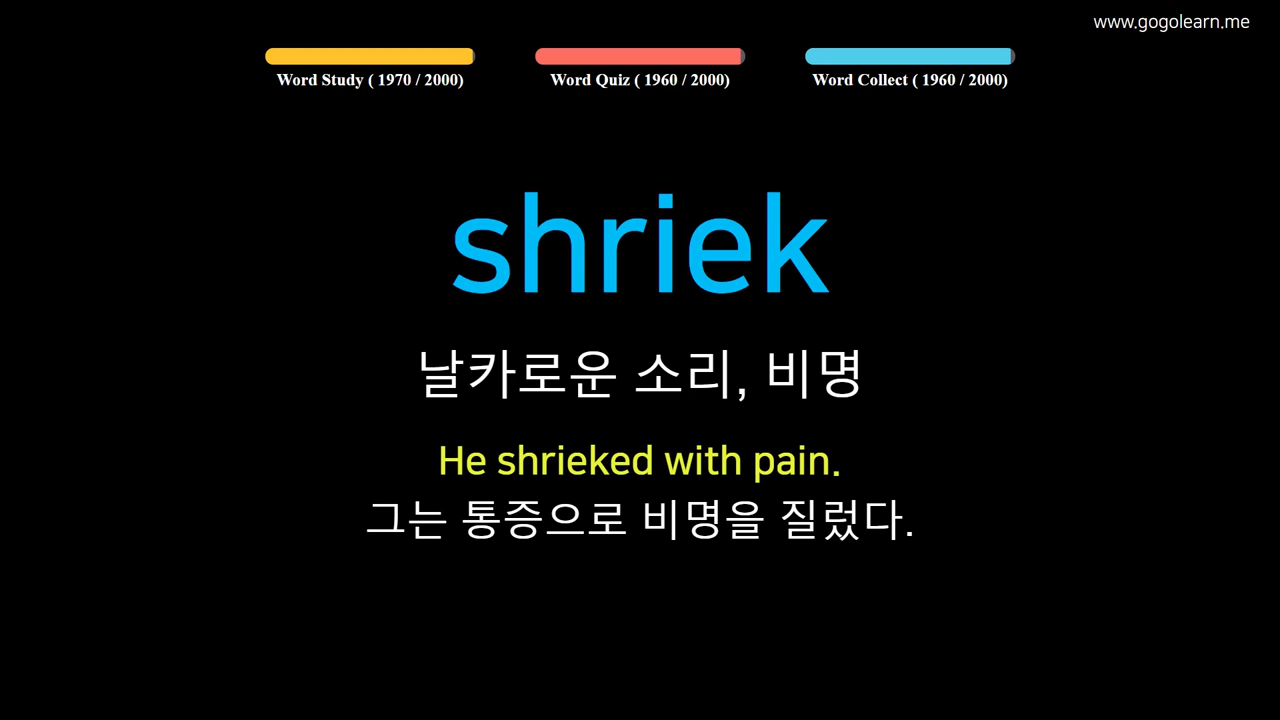 www.gogolearn.me
Word Study ( 1970 / 2000)
Word Quiz ( 1960 / 2000)
Word Collect ( 1960 / 2000)
shriek
날카로운 소리, 비명
He shrieked with pain.
그는 통증으로 비명을 질렀다.